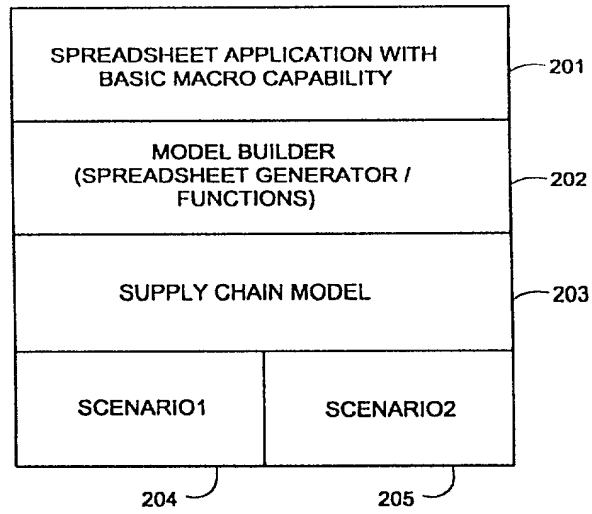 SPREADSHEET APPLICATION WITH
BASIC MACRO CAPABILITY
201
MODEL BUILDER
(SPREADSHEET GENERATOR /
FUNCTIONS)
202
SUPPLY CHAIN MODEL
203
SCENARIO1
SCENARIO2
204
205